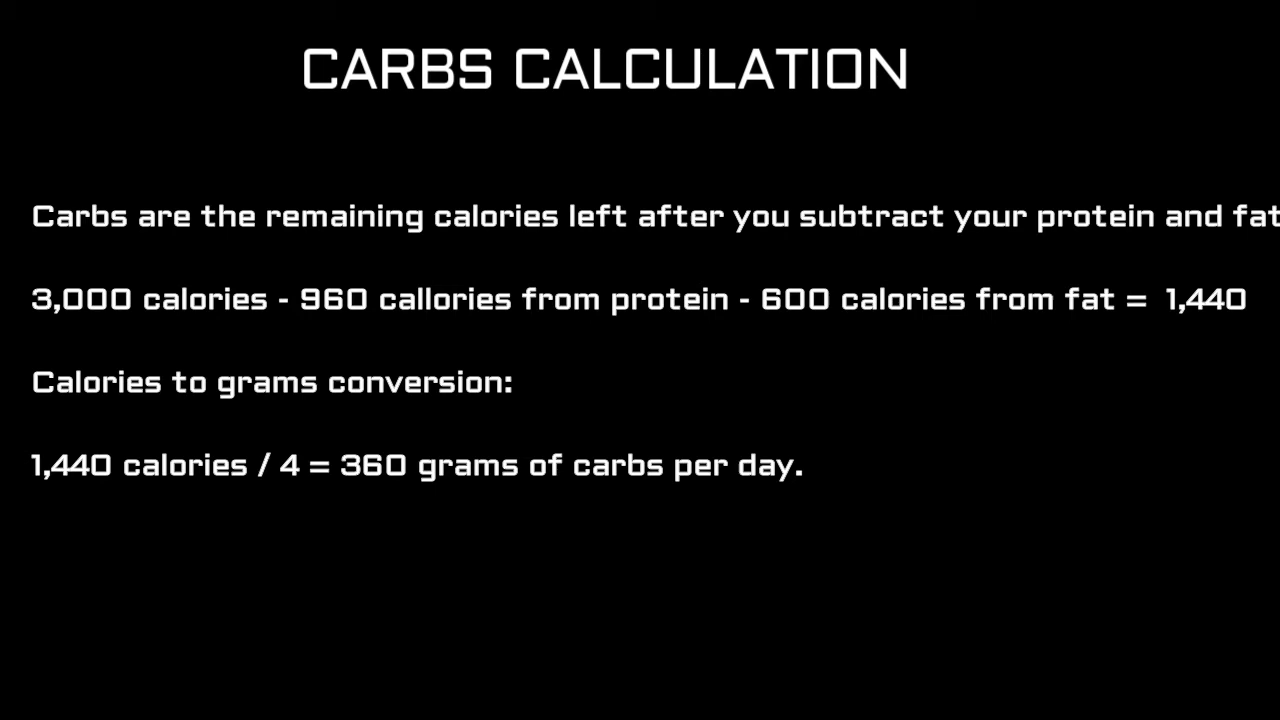 CARBS CALCULATION
Carbs are the remaining calories left after you subtract your protein and fat
3,000 calories - 960 callories from protein - 600 calories from fat = 1,440
Calories to grams conversion:
1,440 calories / 4 = 360 grams of carbs per day.